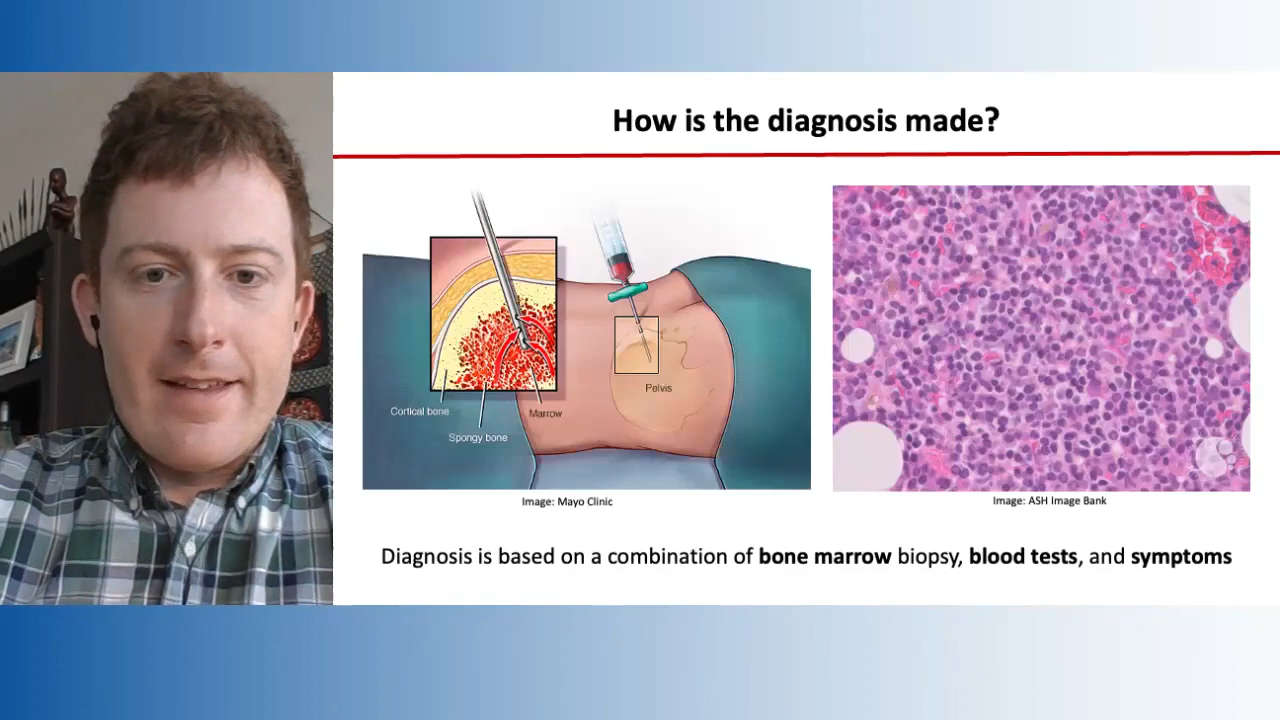 How is the diagnosis made?
Cortical bone
Spongy bone
Marrow
Pelvis
Image: Mayo Clinic
Image: ASH Image Bank
Diagnosis is based on a combination of bone marrow biopsy, blood tests, and symptoms